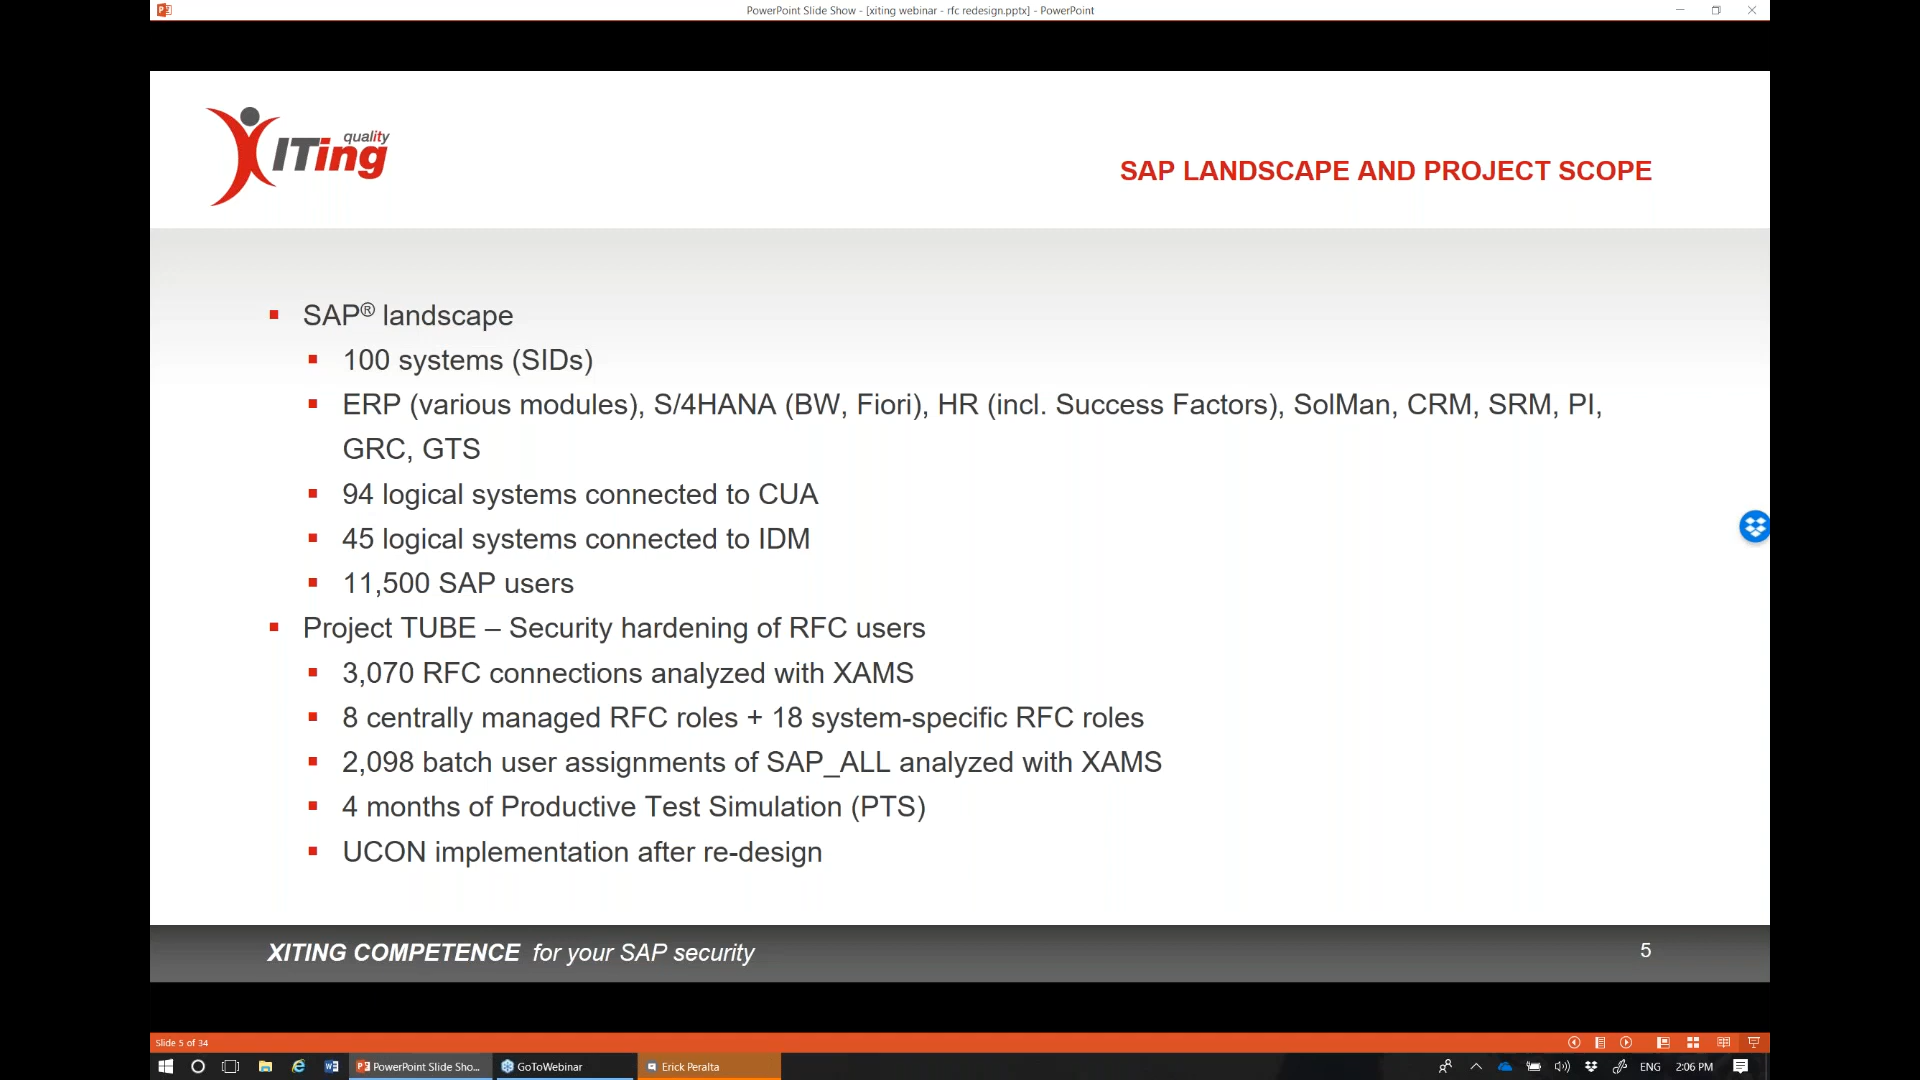 PowerPoint Slide Show - [xiting webinar - rfc redesign.pptx] - PowerPoint
XITing quality
SAP LANDSCAPE AND PROJECT SCOPE
SAP® landscape
100 systems (SIDs)
ERP (various modules), S/4HANA (BW, Fiori), HR (incl. Success Factors), SolMan, CRM, SRM, PI,
GRC, GTS
94 logical systems connected to CUA
45 logical systems connected to IDM
11,500 SAP users
Project TUBE – Security hardening of RFC users
3,070 RFC connections analyzed with XAMS
8 centrally managed RFC roles + 18 system-specific RFC roles
2,098 batch user assignments of SAP_ALL analyzed with XAMS
4 months of Productive Test Simulation (PTS)
UCON implementation after re-design
XITING COMPETENCE for your SAP security
5
Slide 5 of 34
PowerPoint Slide Sho...
GoToWebinar
Erick Peralta
ENG
2:06 PM